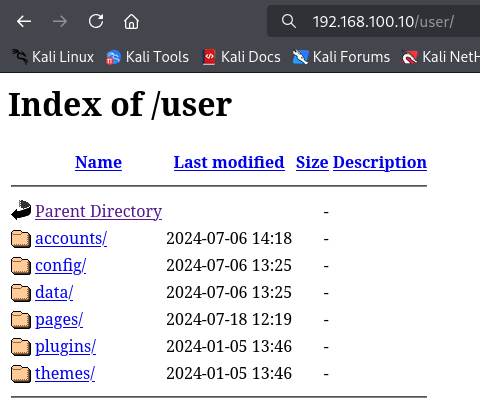 192.168.100.10/user/
Kali Linux Kali Tools Kali Docs Kali Forums Kali NetH
Index of /user
Name Last modified Size Description
Parent Directory -
accounts/ 2024-07-06 14:18 -
config/ 2024-07-06 13:25 -
data/ 2024-07-06 13:25 -
pages/ 2024-07-18 12:19 -
plugins/ 2024-01-05 13:46 -
themes/ 2024-01-05 13:46 -